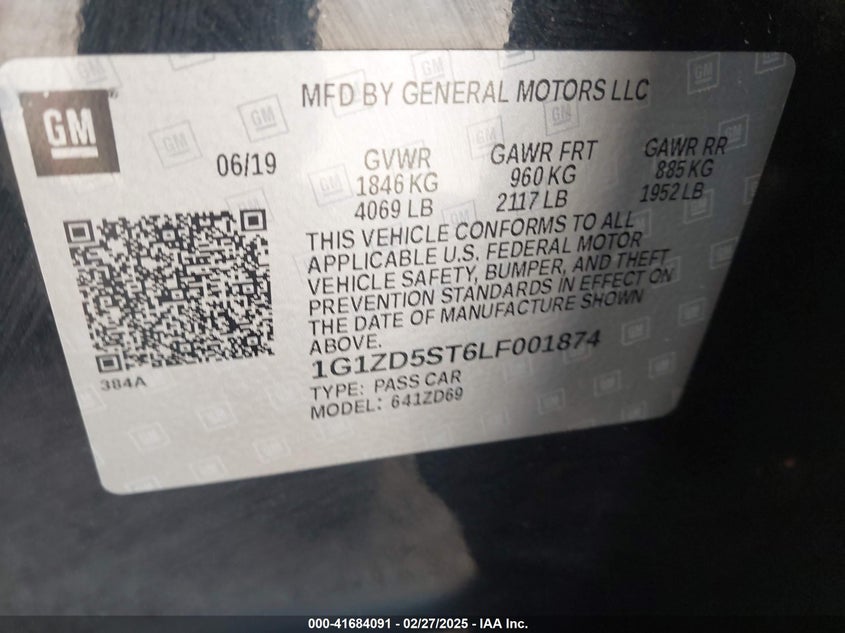 GM
MFD BY GENERAL MOTORS LLC
06/19
GVWR
1846 KG
4069 LB
GAWR FRT
960 KG
2117 LB
GAWR RR
885 KG
1952 LB
THIS VEHICLE CONFORMS TO ALL
APPLICABLE U.S. FEDERAL MOTOR
VEHICLE SAFETY, BUMPER, AND THEFT
PREVENTION STANDARDS IN EFFECT ON
THE DATE OF MANUFACTURE SHOWN
ABOVE.
1G1ZD5ST6LF001874
384A
TYPE: PASS CAR
MODEL: 641ZD69
000-41684091 - 02/27/2025 - IAA Inc.